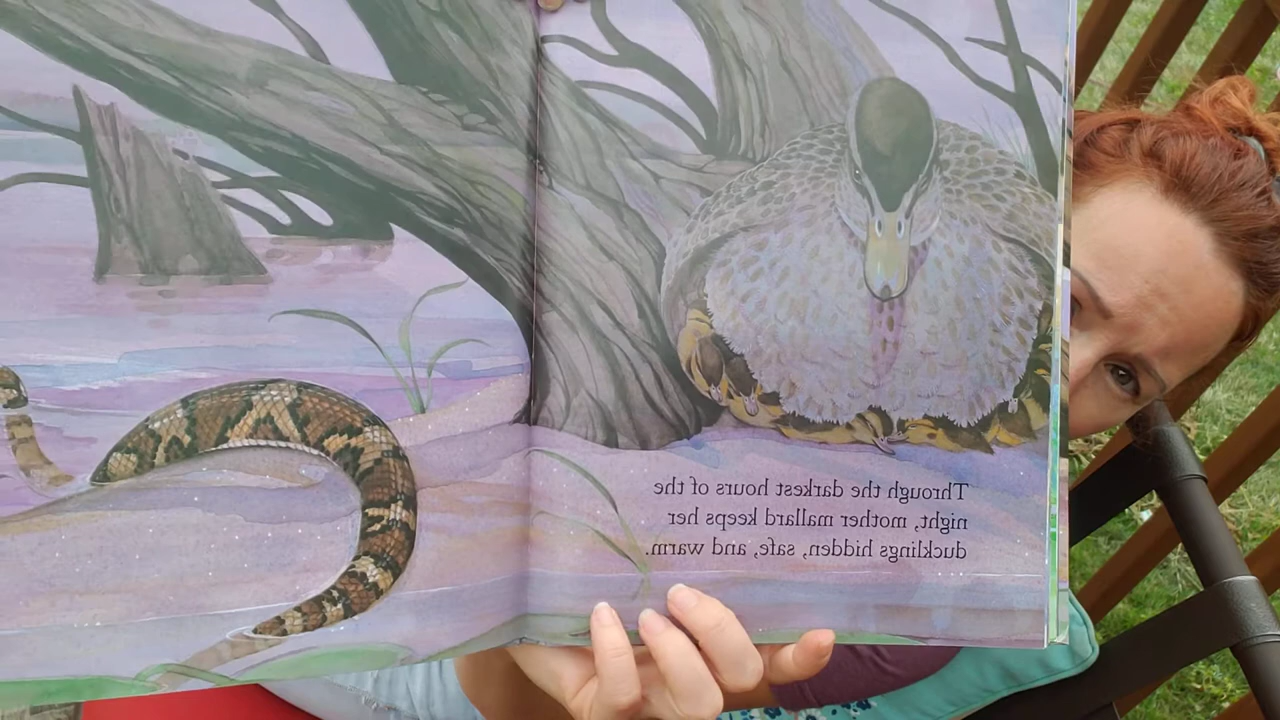 Through the darkest hours of the
night, mother mallard keeps her
ducklings hidden, safe, and warm.